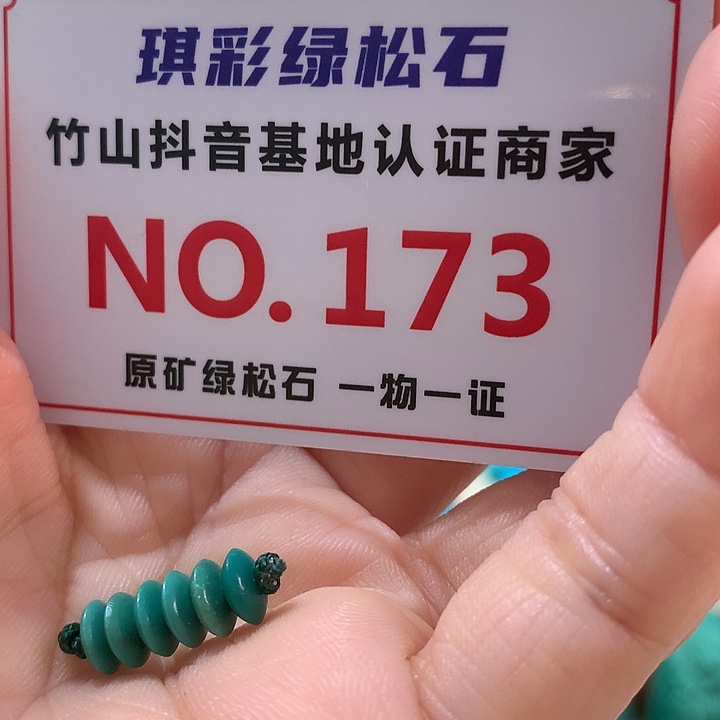 琪彩绿松石
竹山抖音基地认证商家
NO.173
原矿绿松石 一物一证